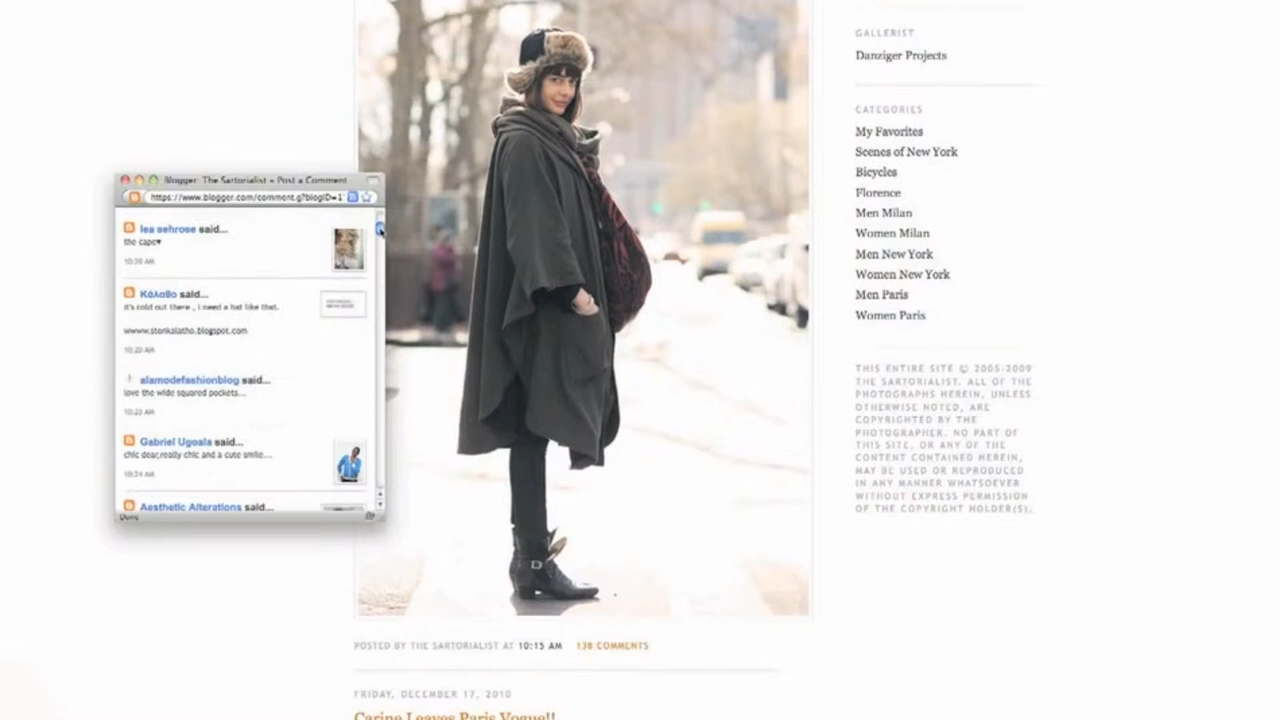 Blogger: The Sartorialist – Post a Comment
https://www.blogger.com/comment.g?blogID=1
lea sehrose said...
the cape♥
10:20 AM
Κάλαθο said...
it's cold out there , i need a hat like that.
wwww.stonkalatho.blogspot.com
10:20 AM
alamodefashionblog said...
love the wide squared pockets...
10:23 AM
Gabriel Ugoala said...
chic dear,really chic and a cute smile...
10:24 AM
Aesthetic Alterations said...
Done
GALLERIST
Danziger Projects
CATEGORIES
My Favorites
Scenes of New York
Bicycles
Florence
Men Milan
Women Milan
Men New York
Women New York
Men Paris
Women Paris
THIS ENTIRE SITE © 2005-2009
THE SARTORIALIST. ALL OF THE
PHOTOGRAPHS HEREIN, UNLESS
OTHERWISE NOTED, ARE
COPYRIGHTED BY THE
PHOTOGRAPHER. NO PART OF
THIS SITE, OR ANY OF THE
CONTENT CONTAINED HEREIN,
MAY BE USED OR REPRODUCED
IN ANY MANNER WHATSOEVER
WITHOUT EXPRESS PERMISSION
OF THE COPYRIGHT HOLDER(S).
POSTED BY THE SARTORIALIST AT 10:15 AM 138 COMMENTS
FRIDAY, DECEMBER 17, 2010
Carine Leaves Paris Vogue!!